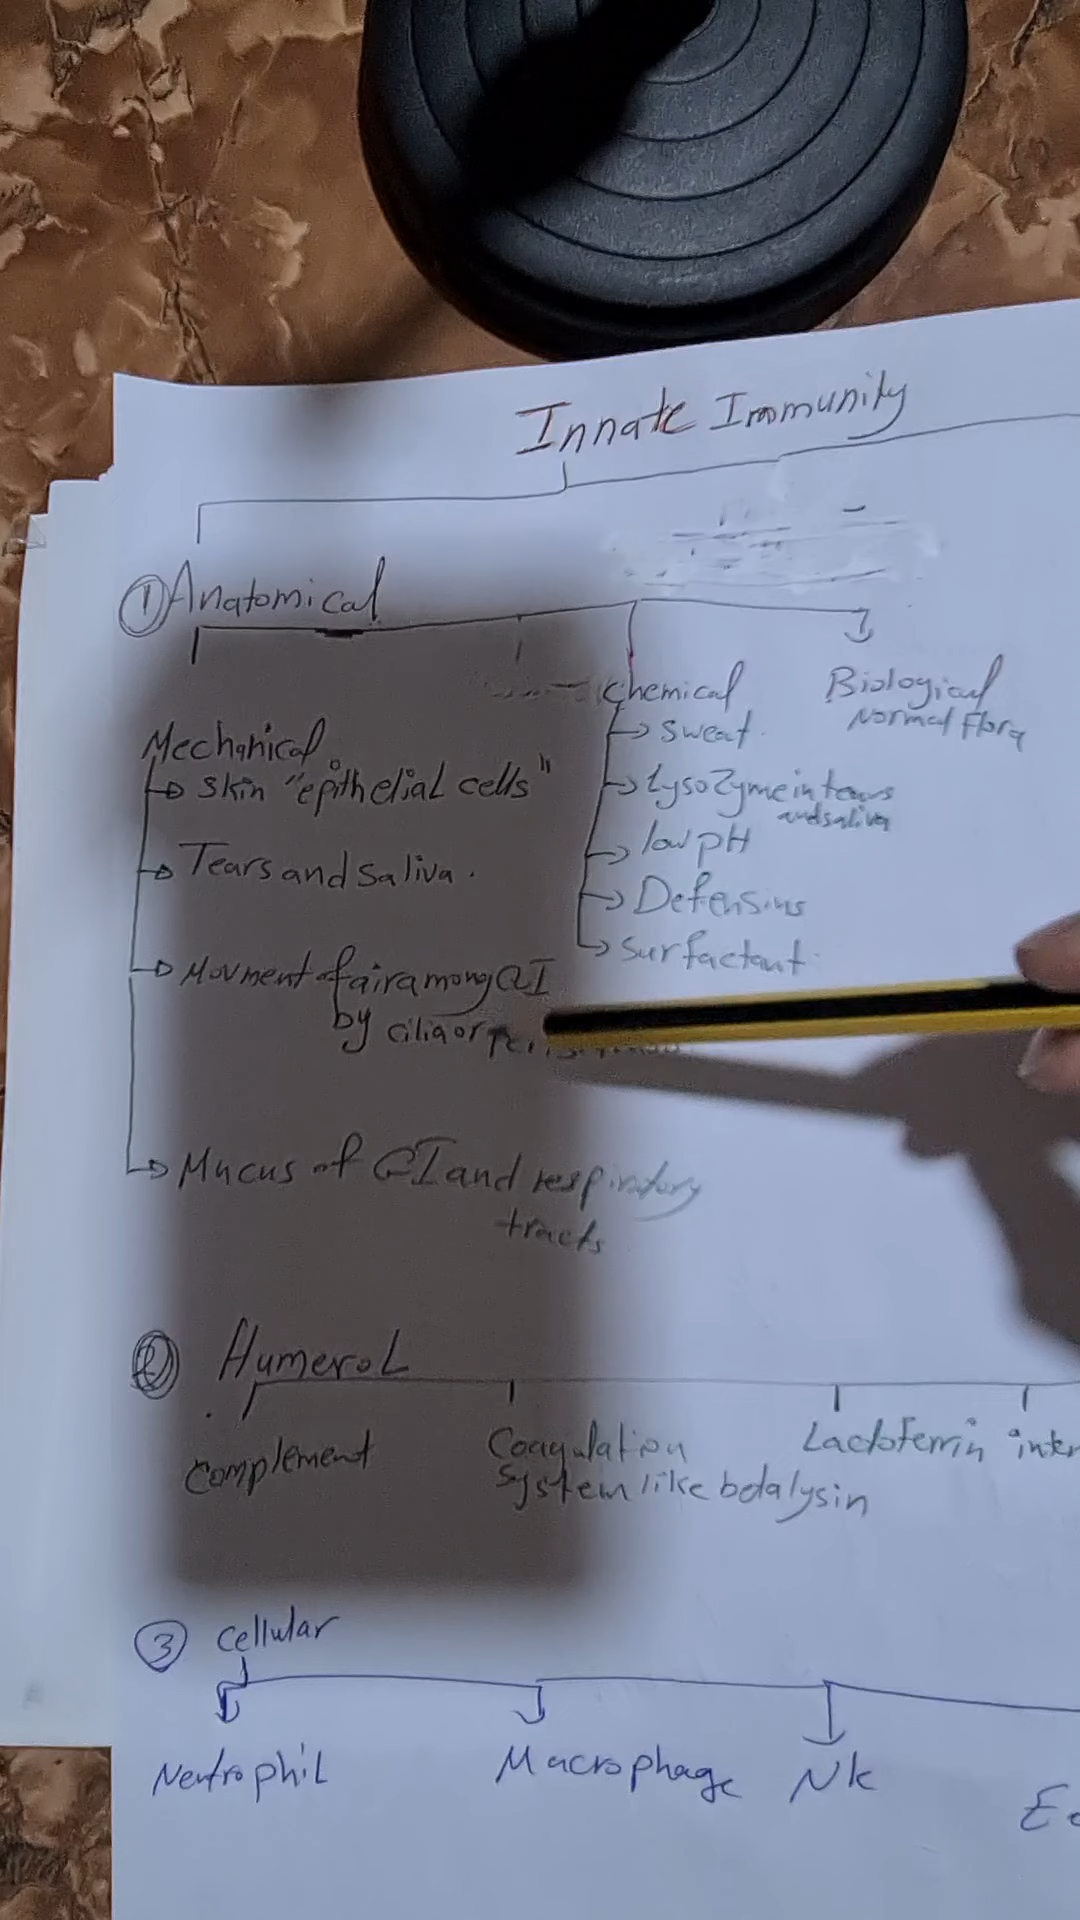 Innate Immunity
① Anatomical
Mechanical
skin "epithelial cells"
Tears and saliva.
Movment of air among GI
by cilia or
Mucus of GI and respiratory
tracts
chemical
sweat.
Lysozyme in tears
and saliva
low pH
Defensins
surfactant
Biological
Normal Flora
② Humerol
Complement
Coagulation
system like betalysin
Lactoferrin
inter
③ cellular
Neutrophil
Macrophage
NK